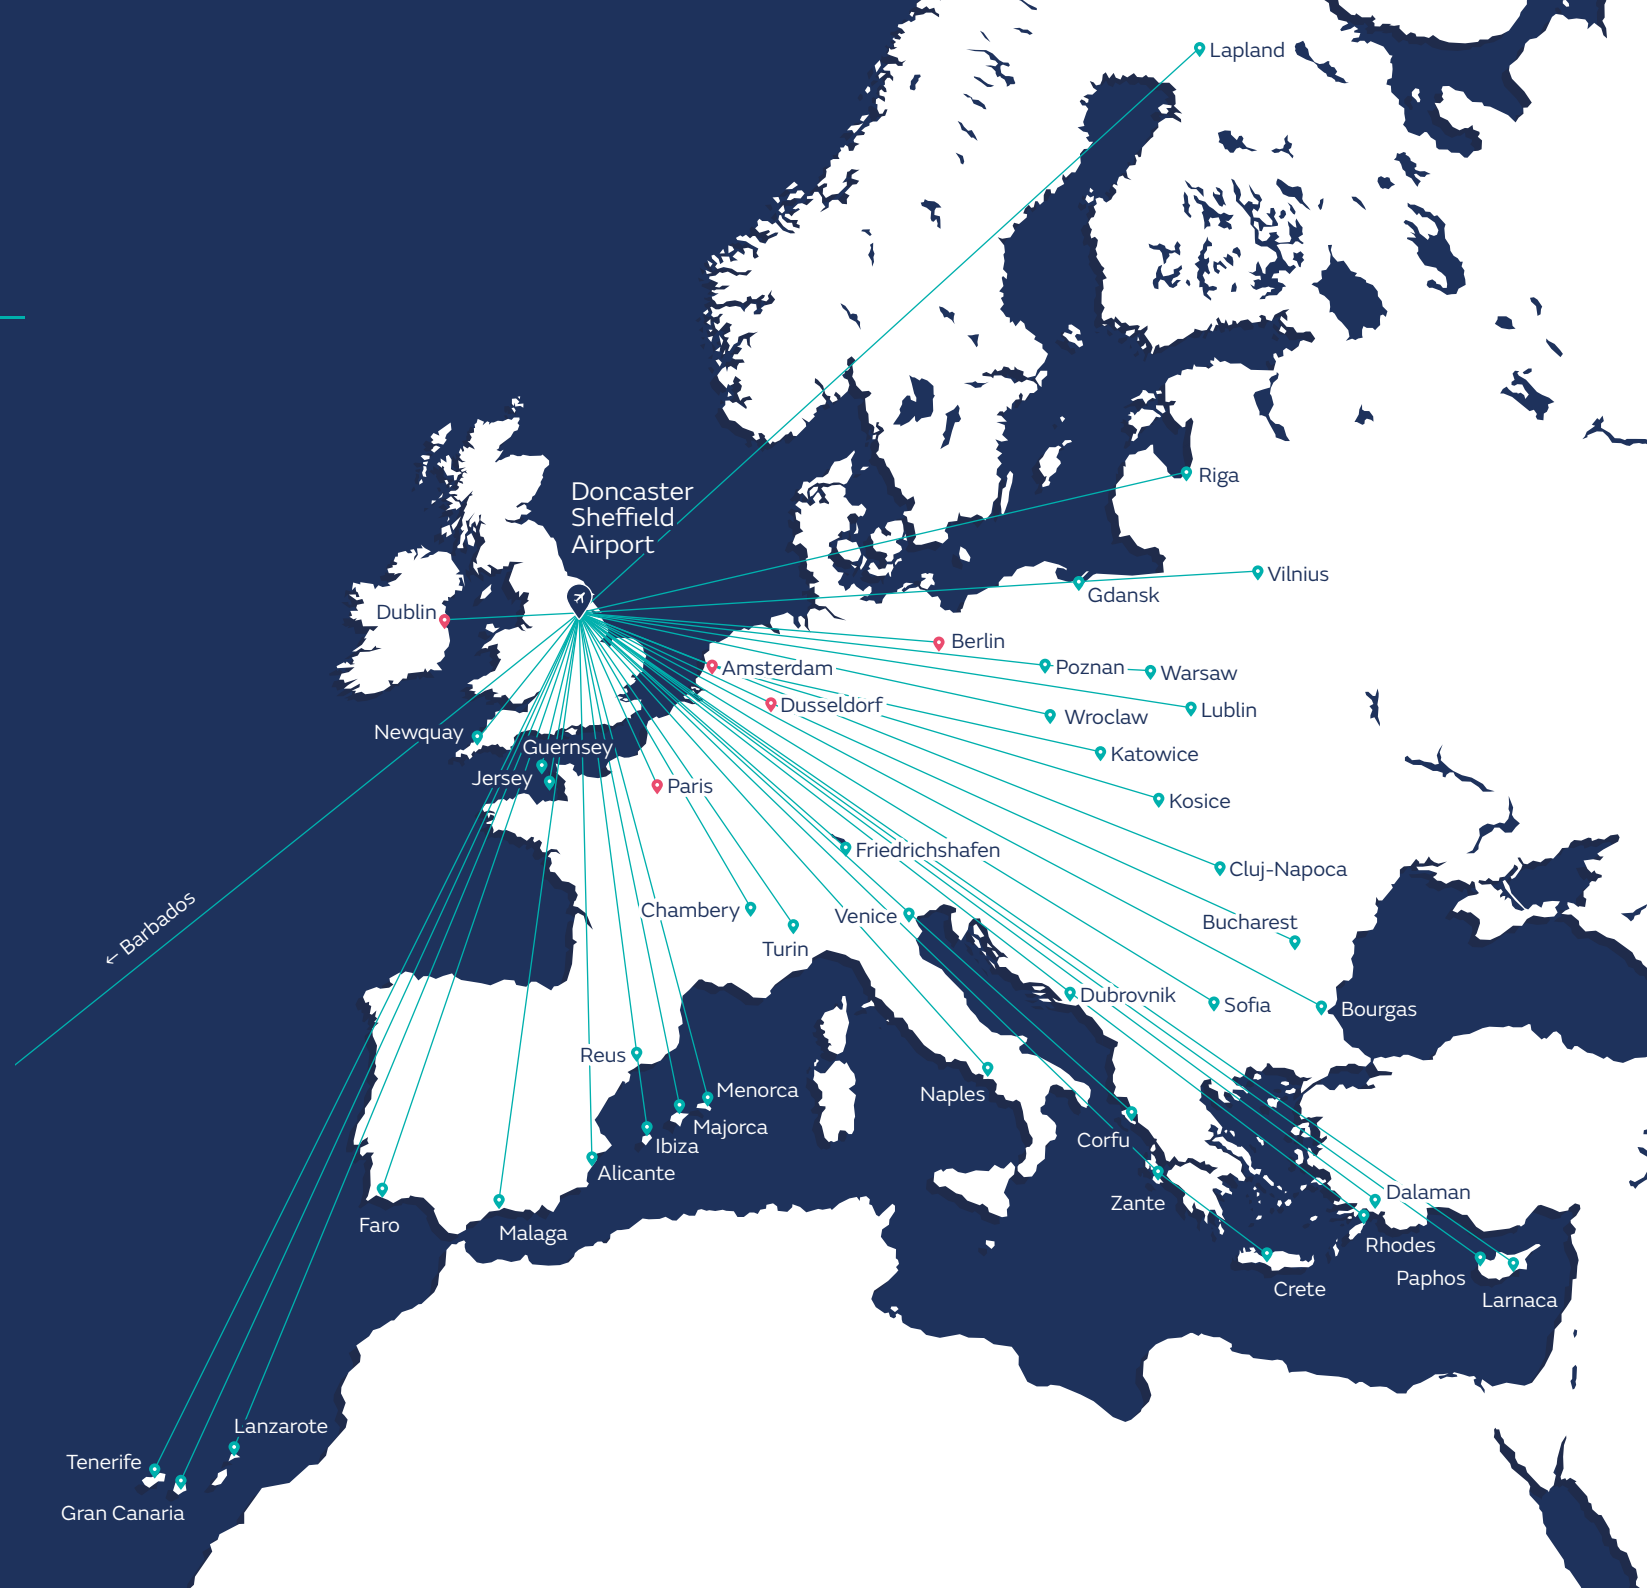 Lapland
Riga
Doncaster
Sheffield
Airport
Vilnius
Gdansk
Dublin
Berlin
Amsterdam
Poznan
Warsaw
Dusseldorf
Wroclaw
Lublin
Newquay
Guernsey
Katowice
Jersey
Paris
Kosice
Friedrichshafen
Cluj-Napoca
← Barbados
Chambery
Venice
Bucharest
Turin
Dubrovnik
Sofia
Bourgas
Reus
Menorca
Naples
Majorca
Ibiza
Corfu
Alicante
Zante
Dalaman
Faro
Malaga
Rhodes
Paphos
Crete
Larnaca
Lanzarote
Tenerife
Gran Canaria